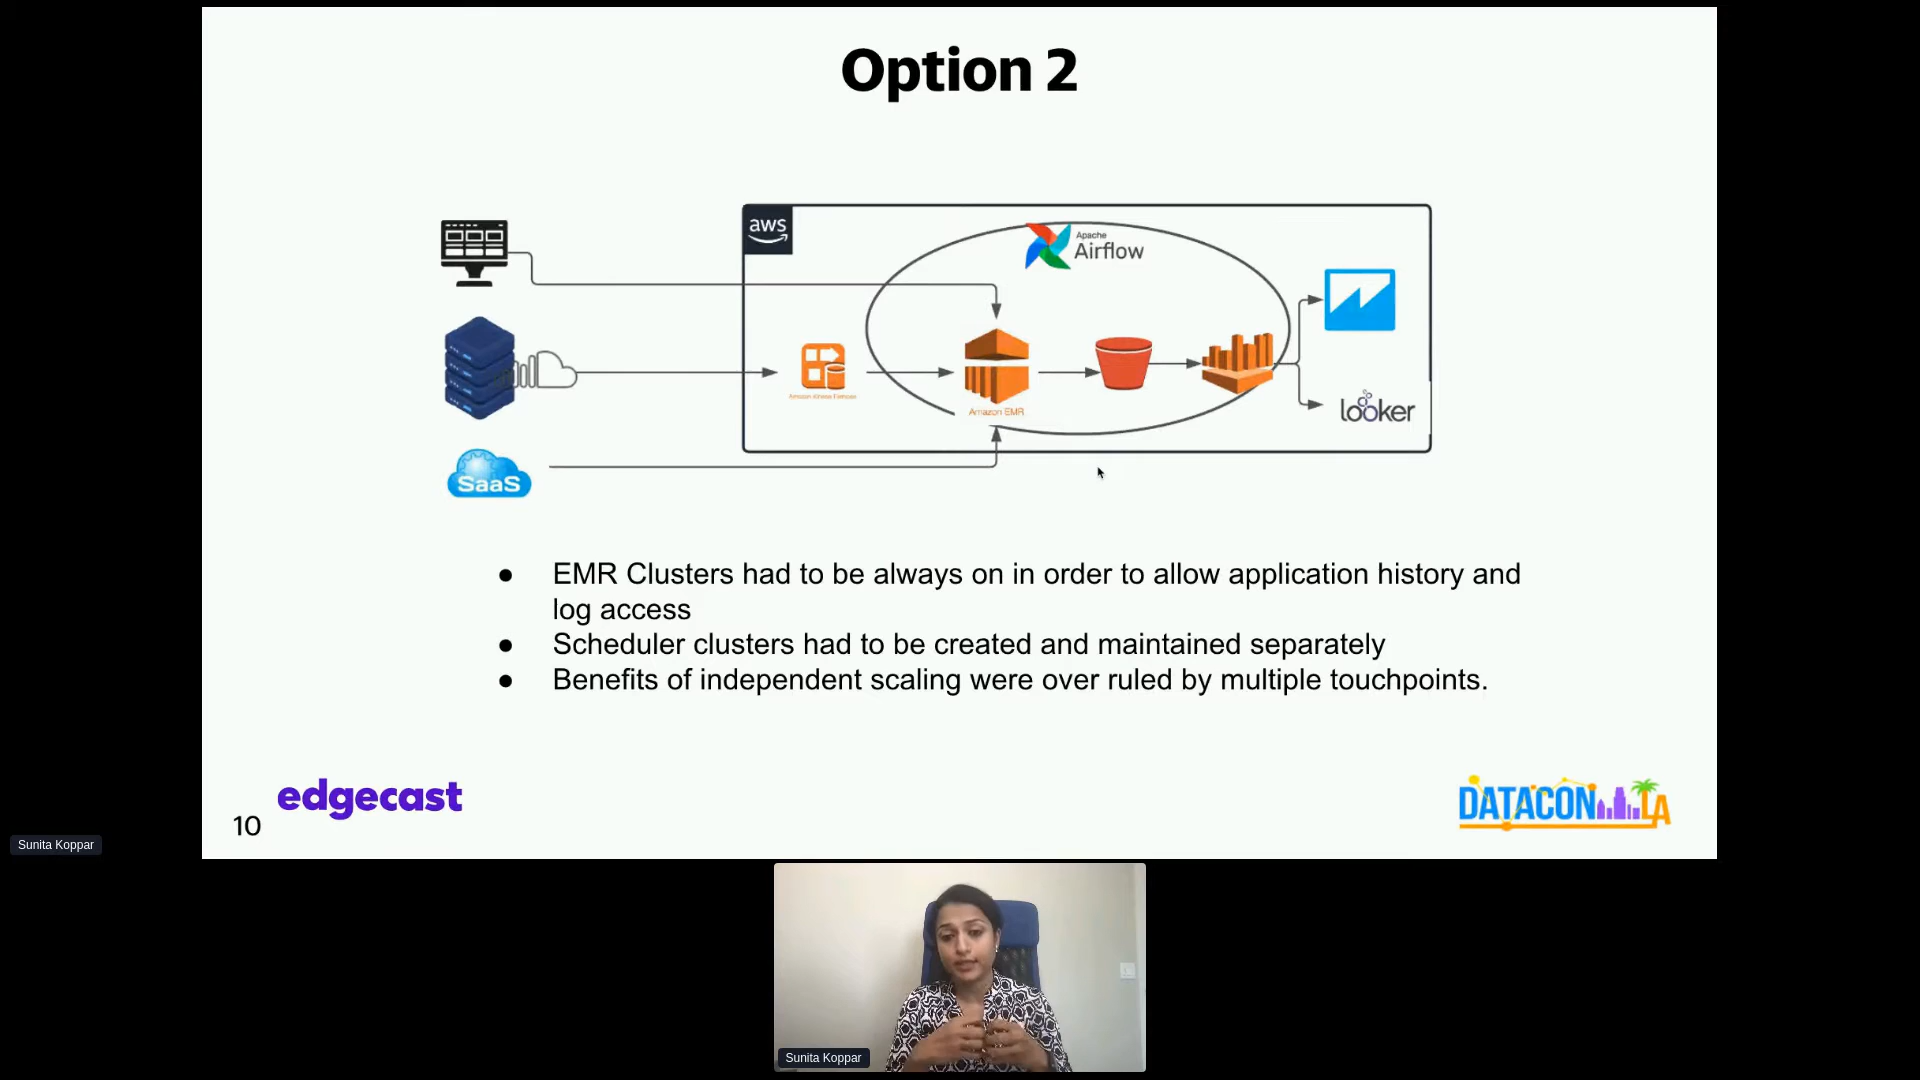 Option 2
aws
Apache
Airflow
Amazon Kinesis Firehose
Amazon EMR
looker
SaaS
● EMR Clusters had to be always on in order to allow application history and
log access
● Scheduler clusters had to be created and maintained separately
● Benefits of independent scaling were over ruled by multiple touchpoints.
edgecast
DATACON LA
10
Sunita Koppar
Sunita Koppar